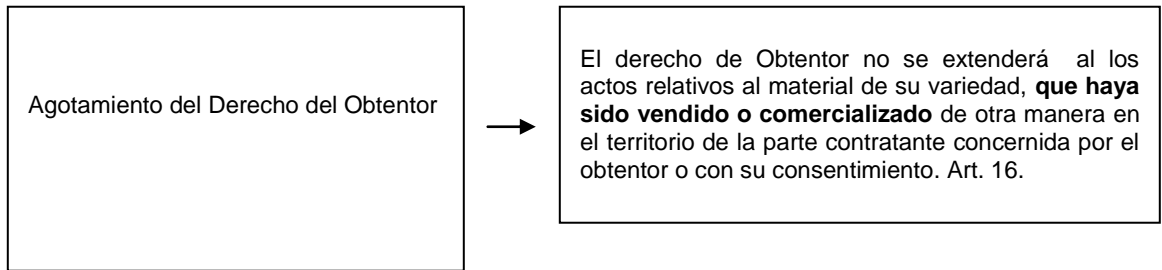 Agotamiento del Derecho del Obtentor
El derecho de Obtentor no se extenderá al los
actos relativos al material de su variedad, que haya
sido vendido o comercializado de otra manera en
el territorio de la parte contratante concernida por el
obtentor o con su consentimiento. Art. 16.